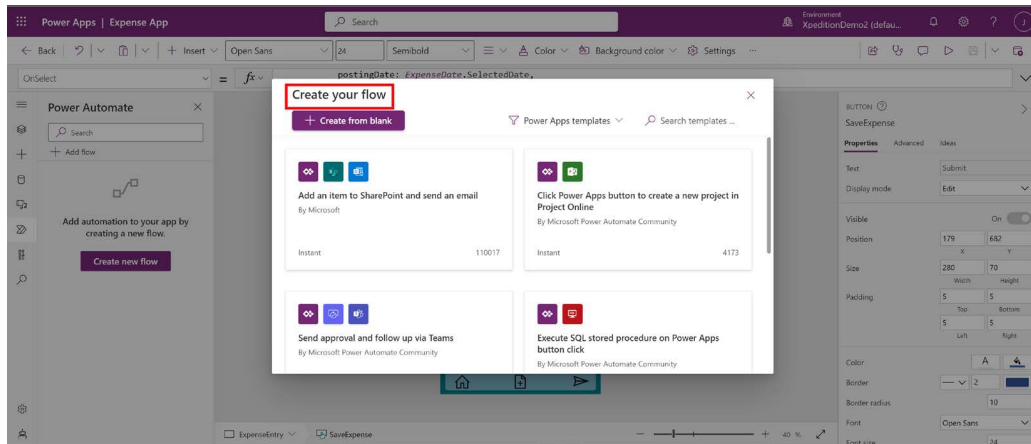 Power Apps | Expense App
Search
Environment
XpeditionDemo2 (defau...
Back
Insert
Open Sans
24
Semibold
Color
Background color
Settings
OnSelect
= fx
postingDate: ExpenseDate.SelectedDate,
Power Automate
Search
Add flow
Add automation to your app by
creating a new flow.
Create new flow
Create your flow
Create from blank
Power Apps templates
Search templates ...
Add an item to SharePoint and send an email
By Microsoft
Instant
110017
Click Power Apps button to create a new project in
Project Online
By Microsoft Power Automate Community
Instant
4173
Send approval and follow up via Teams
By Microsoft Power Automate Community
Execute SQL stored procedure on Power Apps
button click
By Microsoft Power Automate Community
BUTTON
SaveExpense
Properties
Advanced
Ideas
Text
Submit
Display mode
Edit
Visible
On
Position
179
682
X
Y
Size
280
70
Width
Height
Padding
5
5
Top
Bottom
5
5
Left
Right
Color
A
Border
2
Border radius
10
Font
Open Sans
Font size
24
ExpenseEntry
SaveExpense
40 %